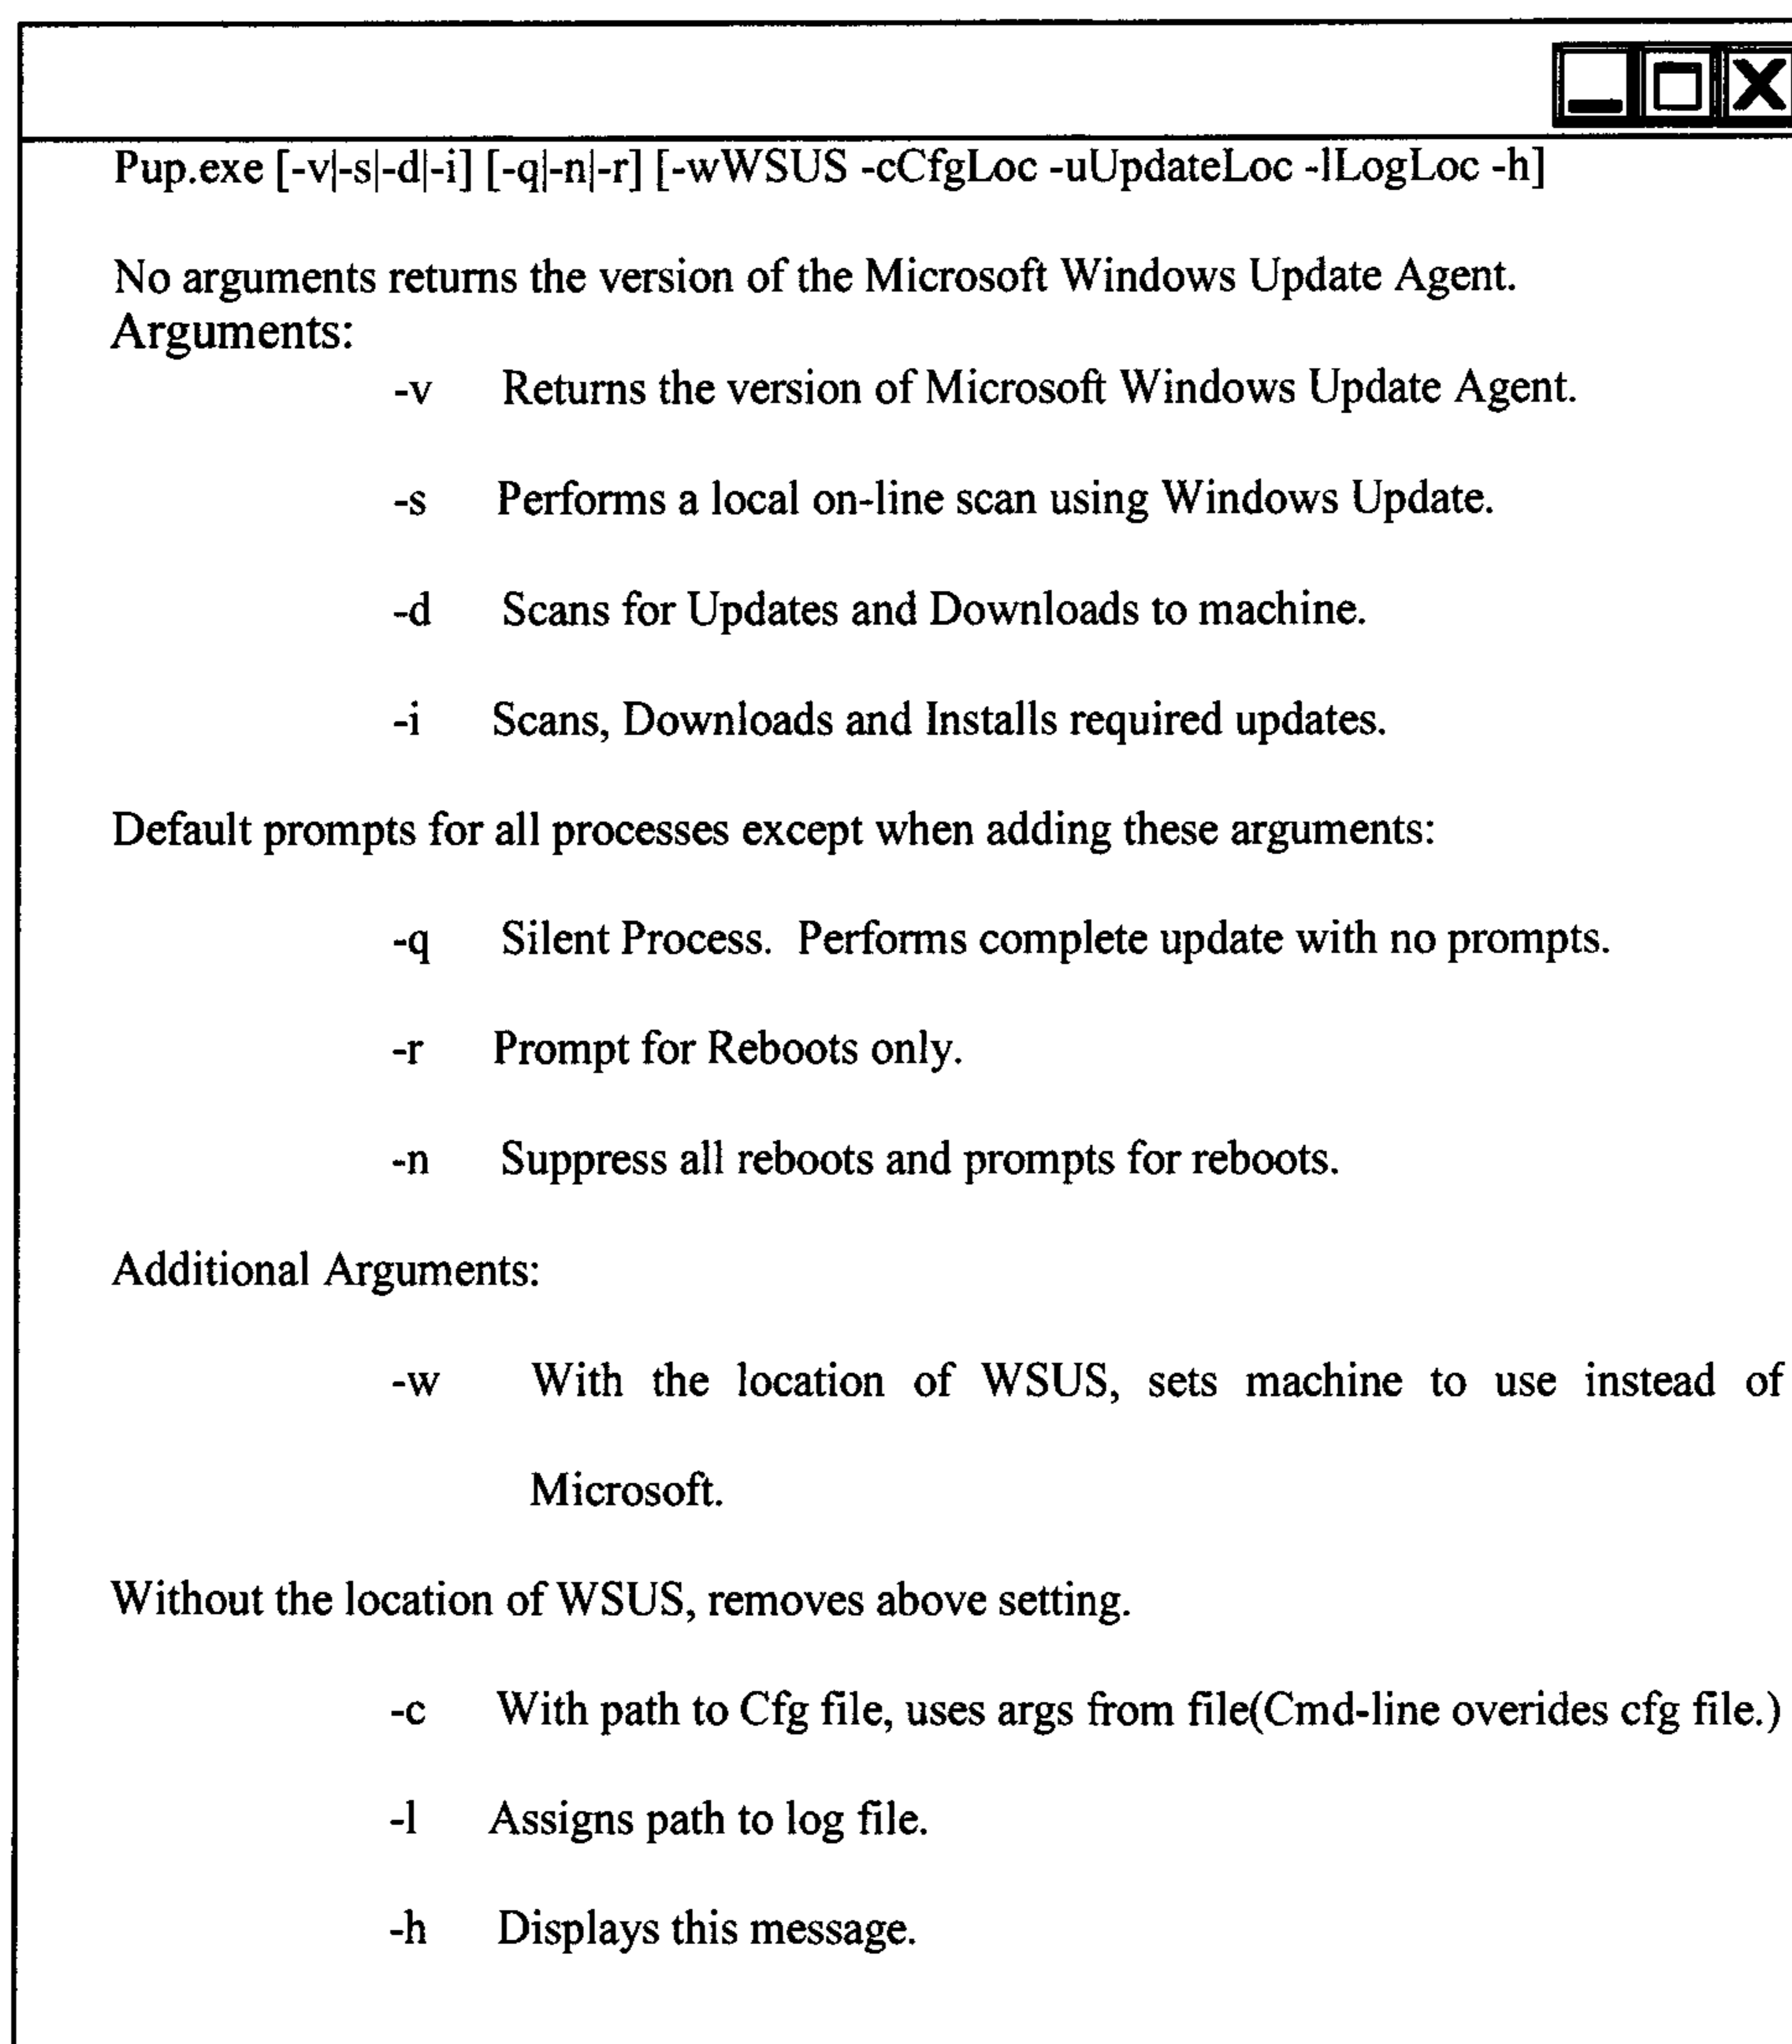 Pup.exe [-v|-s|-d|-i] [-q|-n|-r] [-wWSUS -cCfgLoc -uUpdateLoc -lLogLoc -h]
No arguments returns the version of the Microsoft Windows Update Agent.
Arguments:
-v Returns the version of Microsoft Windows Update Agent.
-s Performs a local on-line scan using Windows Update.
-d Scans for Updates and Downloads to machine.
-i Scans, Downloads and Installs required updates.
Default prompts for all processes except when adding these arguments:
-q Silent Process. Performs complete update with no prompts.
-r Prompt for Reboots only.
-n Suppress all reboots and prompts for reboots.
Additional Arguments:
-w With the location of WSUS, sets machine to use instead of
Microsoft.
Without the location of WSUS, removes above setting.
-c With path to Cfg file, uses args from file(Cmd-line overides cfg file.)
-l Assigns path to log file.
-h Displays this message.